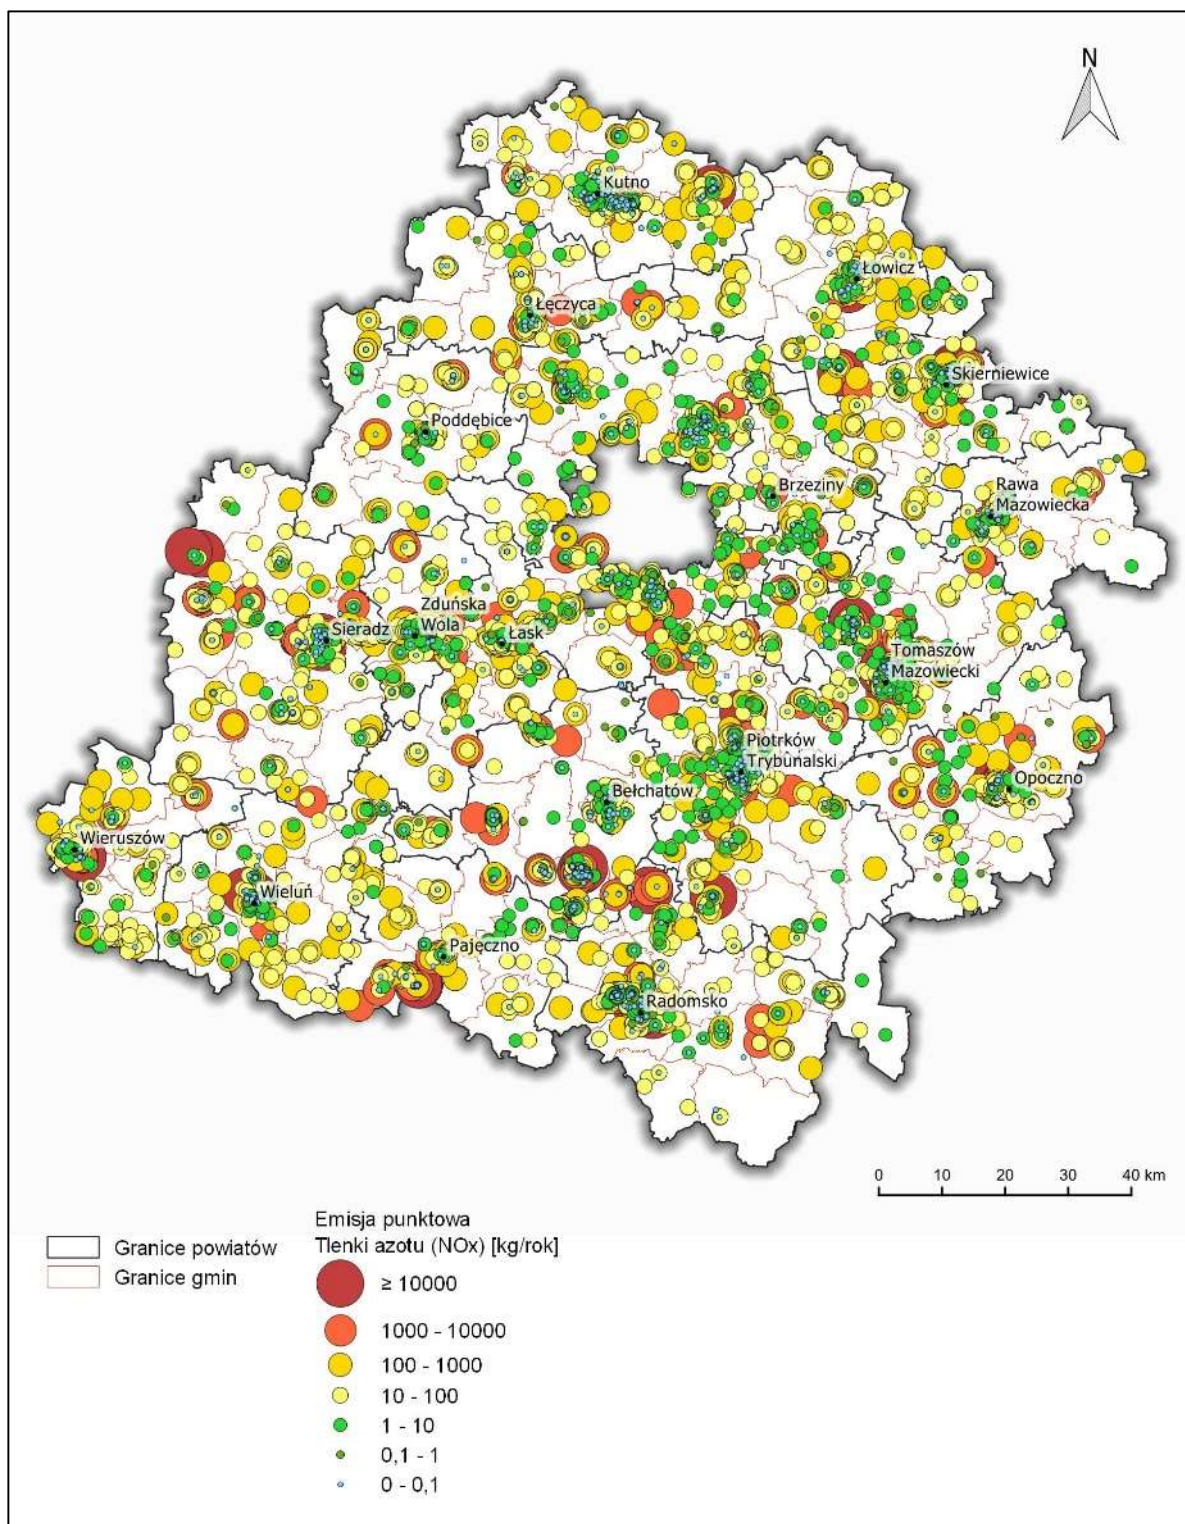 N
Kutno
Łowicz
Łęczyca
Skierniewice
Poddębice
Brzeziny
Rawa
Mazowiecka
Zduńska
Wola
Sieradz
Łask
Tomaszów
Mazowiecki
Piotrków
Trybunalski
Opoczno
Bełchatów
Wieruszów
Wieluń
Pajęczno
Radomsko
0 10 20 30 40 km
Emisja punktowa
Tlenki azotu (NOx) [kg/rok]
Granice powiatów
Granice gmin
≥ 10000
1000 - 10000
100 - 1000
10 - 100
1 - 10
0,1 - 1
0 - 0,1